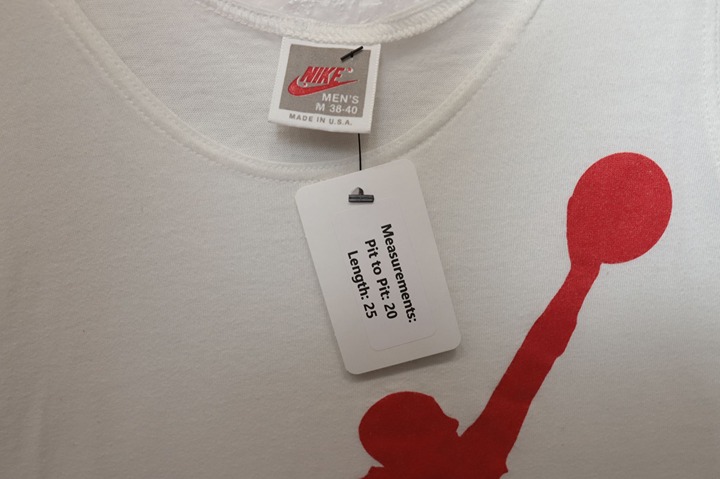 NIKE
MEN'S
M 38-40
MADE IN U.S.A.
Measurements:
Pit to Pit: 20
Length: 25